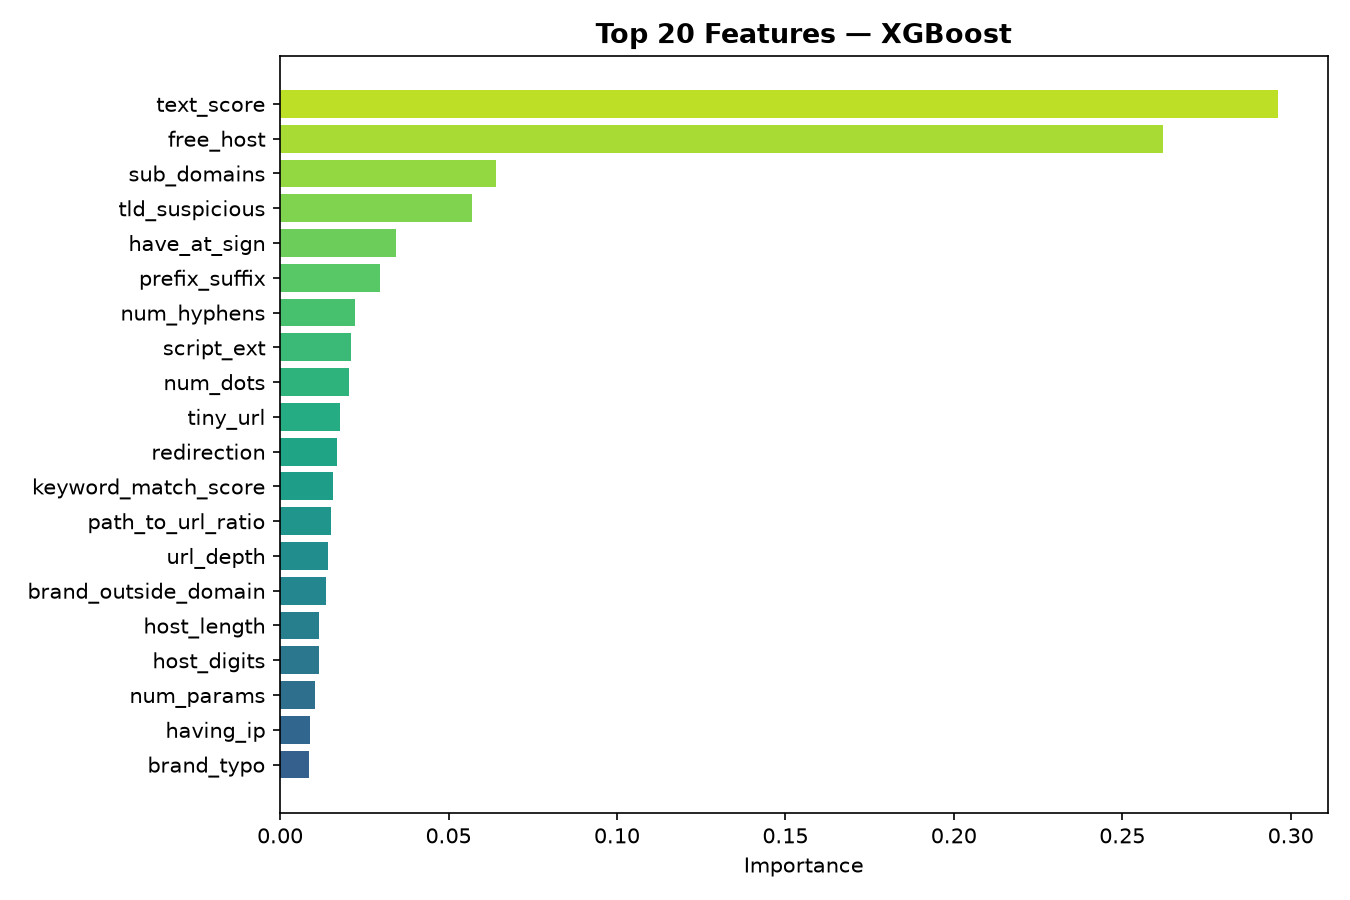 Top 20 Features — XGBoost
text_score
free_host
sub_domains
tld_suspicious
have_at_sign
prefix_suffix
num_hyphens
script_ext
num_dots
tiny_url
redirection
keyword_match_score
path_to_url_ratio
url_depth
brand_outside_domain
host_length
host_digits
num_params
having_ip
brand_typo
0.00 0.05 0.10 0.15 0.20 0.25 0.30
Importance